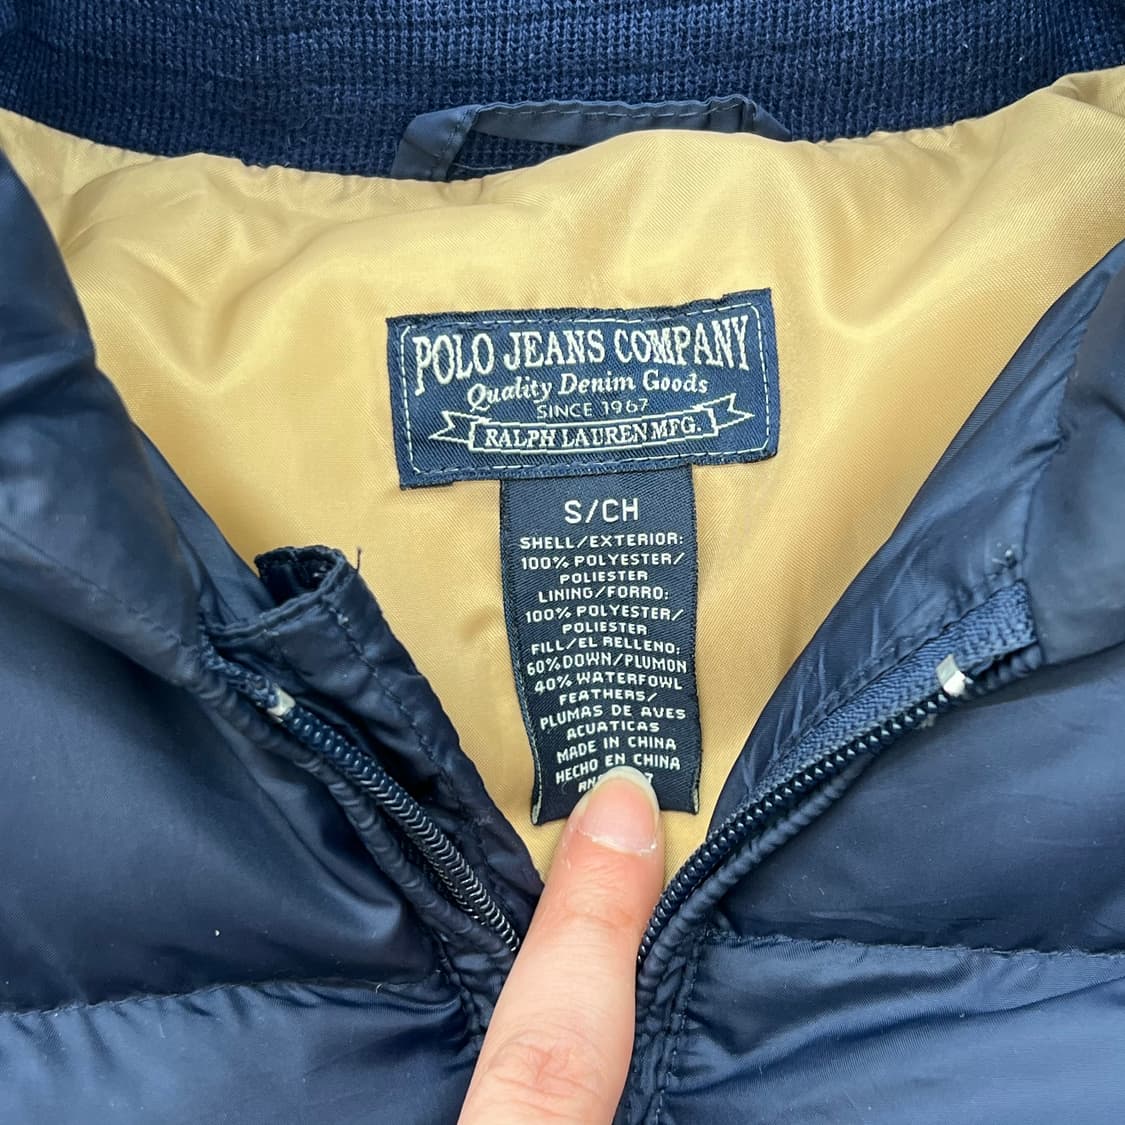 POLO JEANS COMPANY
Quality Denim Goods
SINCE 1967
RALPH LAUREN MFG.
S/CH
SHELL/EXTERIOR:
100% POLYESTER/
POLIESTER
LINING/FORRO:
100% POLYESTER/
POLIESTER
FILL/EL RELLENO:
60% DOWN/PLUMON
40% WATERFOWL
FEATHERS/
PLUMAS DE AVES
ACUATICAS
MADE IN CHINA
HECHO EN CHINA